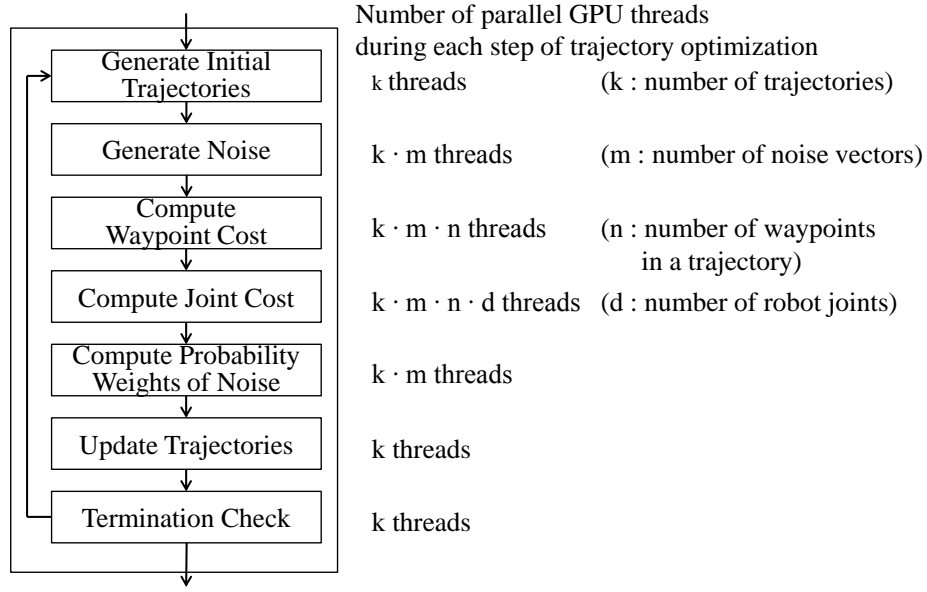 Number of parallel GPU threads
during each step of trajectory optimization
Generate Initial
Trajectories
k threads (k : number of trajectories)
Generate Noise
k · m threads (m : number of noise vectors)
Compute
Waypoint Cost
k · m · n threads (n : number of waypoints
in a trajectory)
Compute Joint Cost
k · m · n · d threads (d : number of robot joints)
Compute Probability
Weights of Noise
k · m threads
Update Trajectories
k threads
Termination Check
k threads